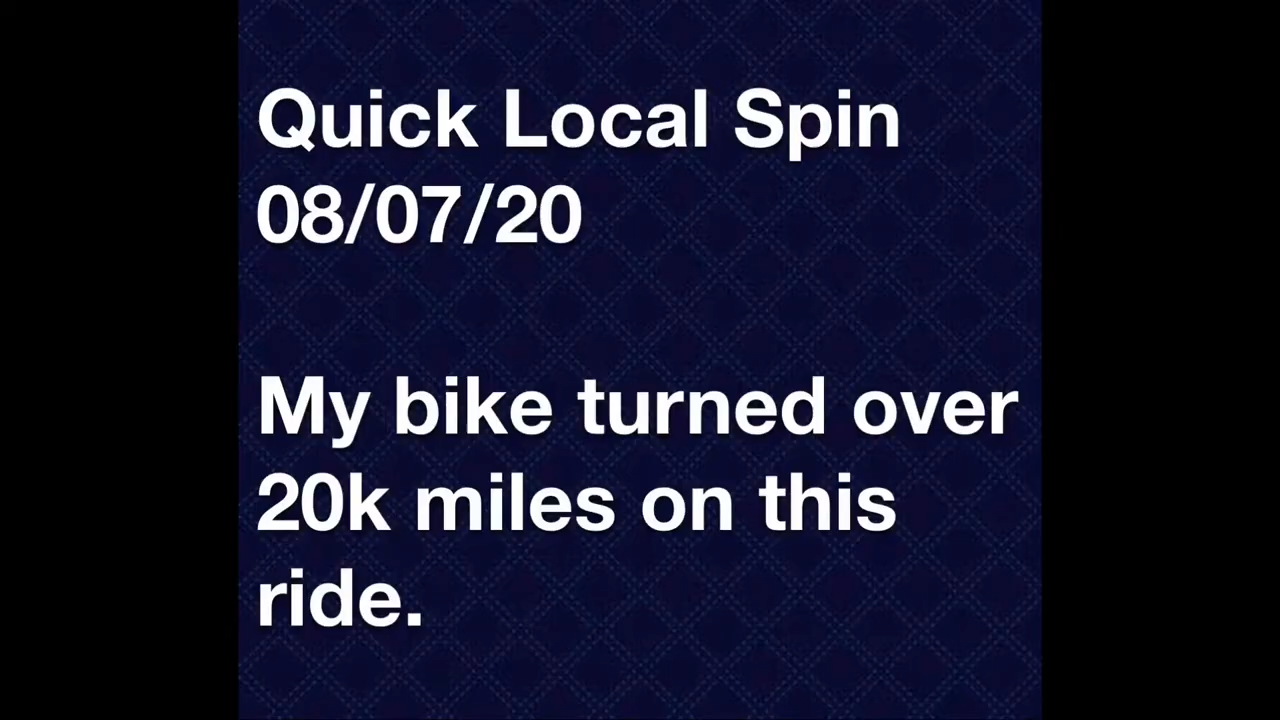 Quick Local Spin
08/07/20
My bike turned over
20k miles on this
ride.